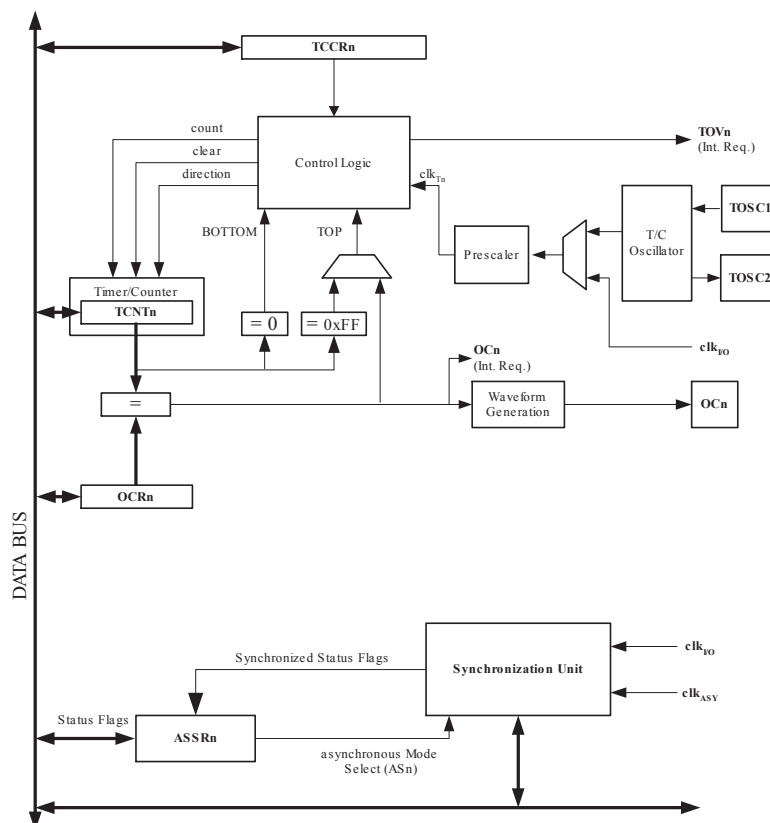 TCCRn
count
clear
direction
Control Logic
TOVn
(Int. Req.)
clkTn
BOTTOM
TOP
Prescaler
T/C
Oscillator
TOSC1
TOSC2
Timer/Counter
TCNTn
= 0
= 0xFF
OCn
(Int. Req.)
clkI/O
=
Waveform
Generation
OCn
OCRn
DATA BUS
Synchronized Status Flags
Synchronization Unit
clkI/O
clkASY
Status Flags
ASSRn
asynchronous Mode
Select (ASn)